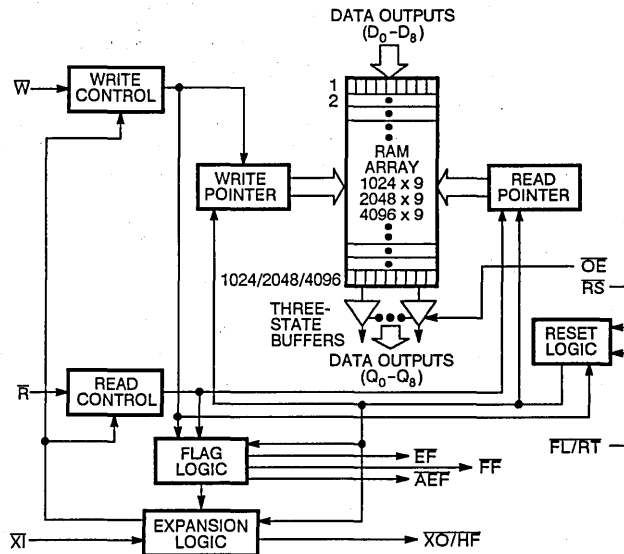 DATA OUTPUTS
(D0–D8)
W
WRITE
CONTROL
1
2
RAM
ARRAY
1024 x 9
2048 x 9
4096 x 9
WRITE
POINTER
READ
POINTER
1024/2048/4096
OE
RS
THREE-
STATE
BUFFERS
DATA OUTPUTS
(Q0–Q8)
RESET
LOGIC
R
READ
CONTROL
FLAG
LOGIC
EF
FF
AEF
FL/RT
XI
EXPANSION
LOGIC
XO/HF